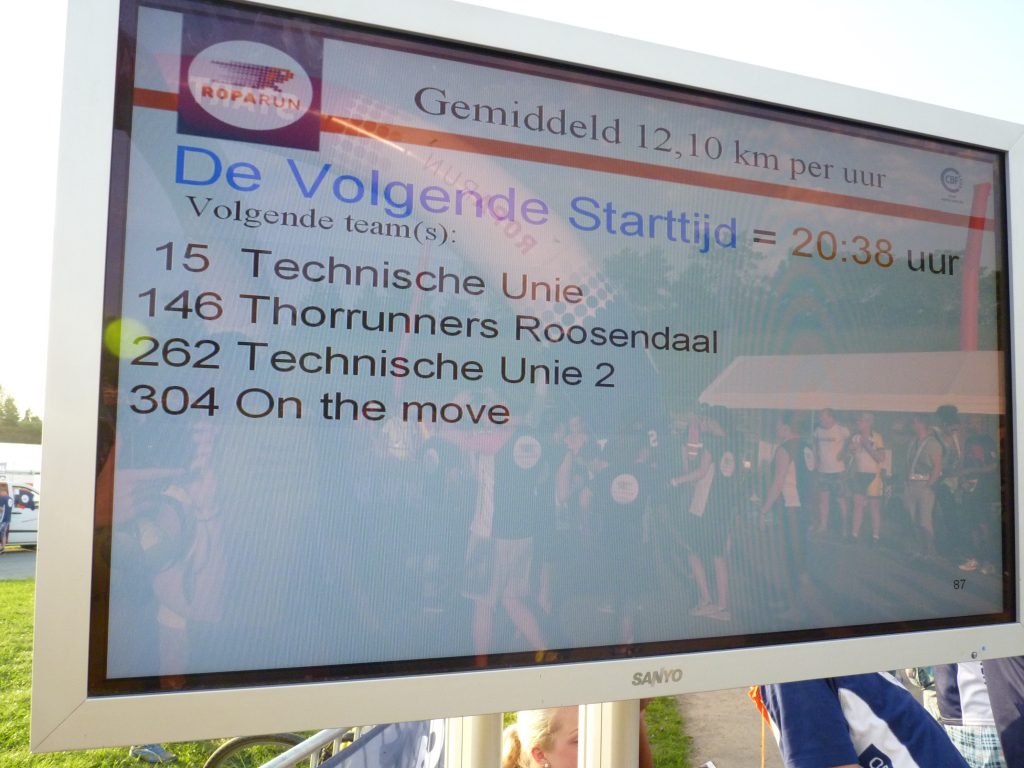 ROPARUN
Gemiddeld 12,10 km per uur
CBF
De Volgende Starttijd = 20:38 uur
Volgende team(s):
15 Technische Unie
146 Thorrunners Roosendaal
262 Technische Unie 2
304 On the move
87
SANYO